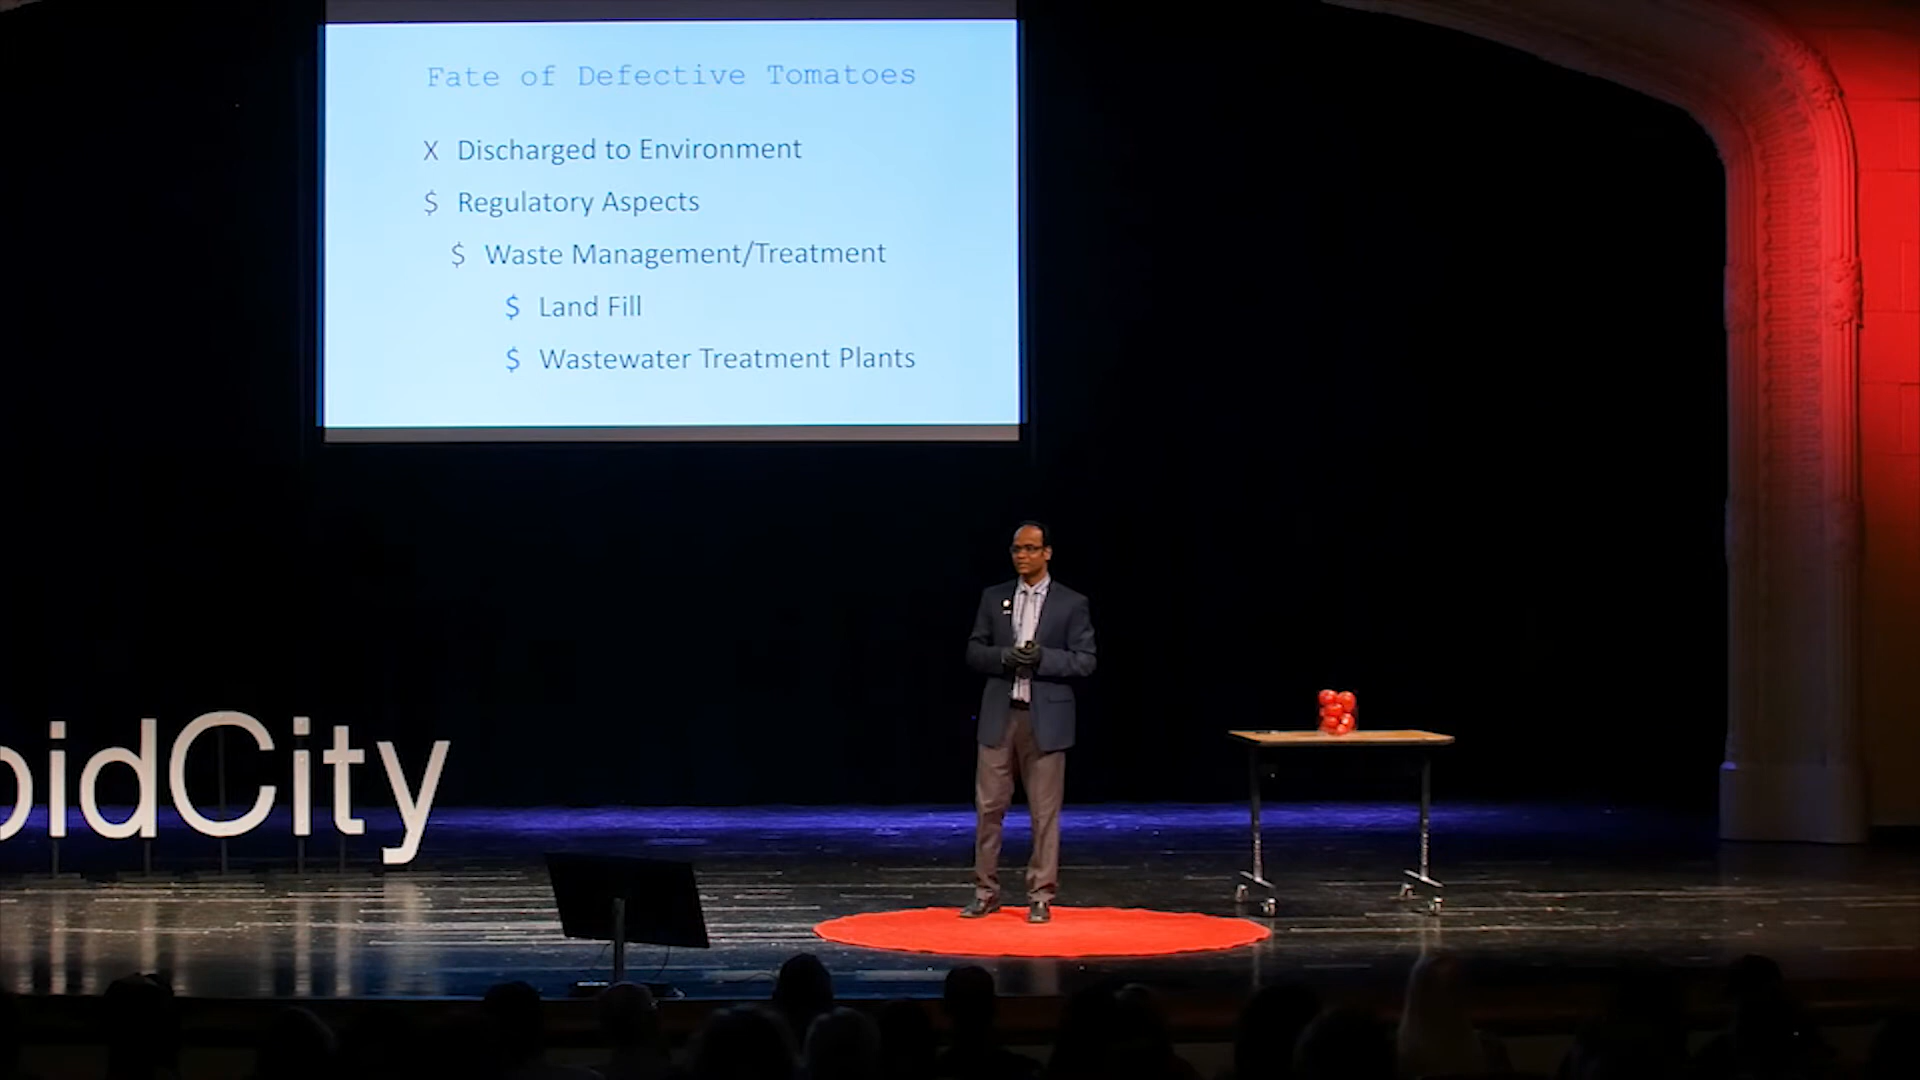 Fate of Defective Tomatoes
X Discharged to Environment
$ Regulatory Aspects
$ Waste Management/Treatment
$ Land Fill
$ Wastewater Treatment Plants
pidCity